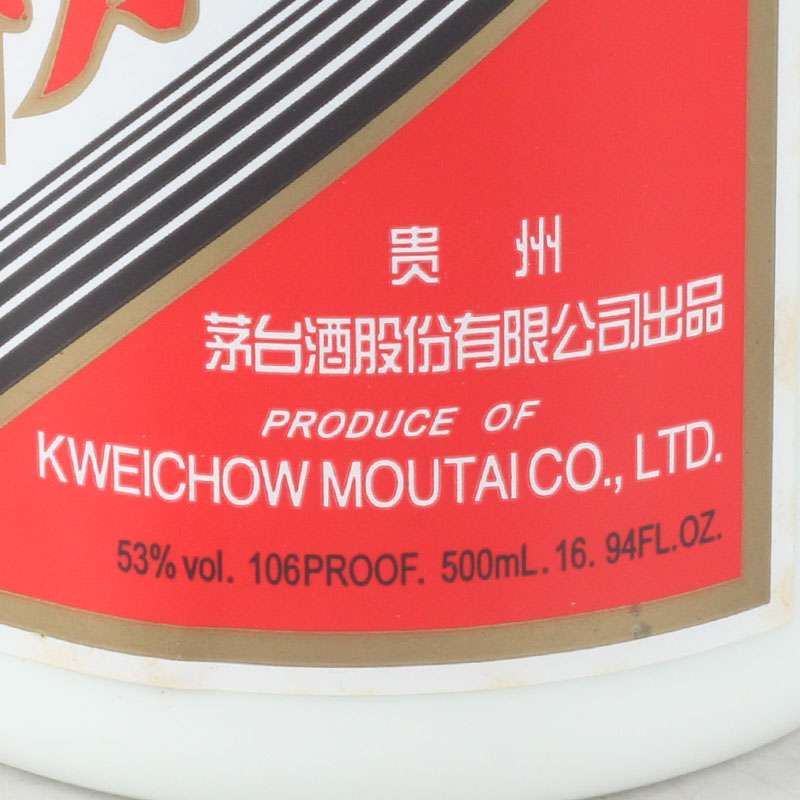 贵州
茅台酒股份有限公司出品
PRODUCE OF
KWEICHOW MOUTAI CO., LTD.
53% vol. 106PROOF. 500mL. 16. 94FL.OZ.